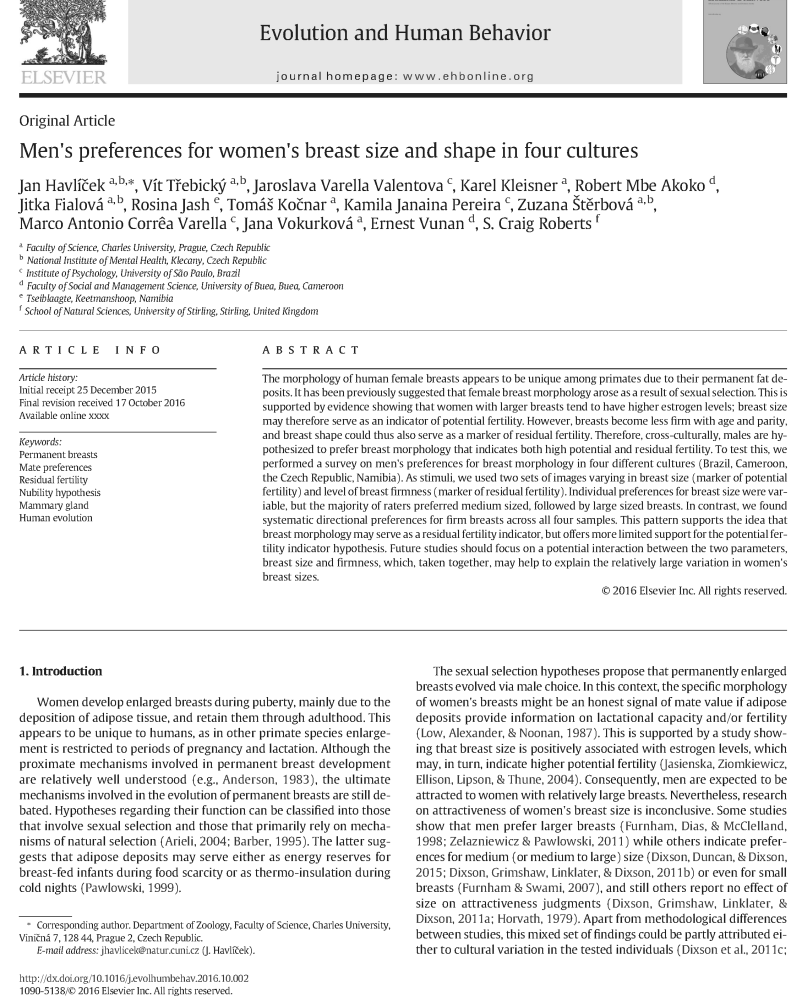 ELSEVIER
Evolution and Human Behavior
journal homepage: www.ehbonline.org
Original Article
Men's preferences for women's breast size and shape in four cultures
Jan Havlíček a,b,*, Vít Třebický a,b, Jaroslava Varella Valentova c, Karel Kleisner a, Robert Mbe Akoko d,
Jitka Fialová a,b, Rosina Jash e, Tomáš Kočnar a, Kamila Janaina Pereira c, Zuzana Štěrbová a,b,
Marco Antonio Corrêa Varella c, Jana Vokurková a, Ernest Vunan d, S. Craig Roberts f
a Faculty of Science, Charles University, Prague, Czech Republic
b National Institute of Mental Health, Klecany, Czech Republic
c Institute of Psychology, University of São Paulo, Brazil
d Faculty of Social and Management Science, University of Buea, Buea, Cameroon
e Tseiblaagte, Keetmanshoop, Namibia
f School of Natural Sciences, University of Stirling, Stirling, United Kingdom
ARTICLE INFO
Article history:
Initial receipt 25 December 2015
Final revision received 17 October 2016
Available online xxxx
Keywords:
Permanent breasts
Mate preferences
Residual fertility
Nubility hypothesis
Mammary gland
Human evolution
ABSTRACT
The morphology of human female breasts appears to be unique among primates due to their permanent fat de-
posits. It has been previously suggested that female breast morphology arose as a result of sexual selection. This is
supported by evidence showing that women with larger breasts tend to have higher estrogen levels; breast size
may therefore serve as an indicator of potential fertility. However, breasts become less firm with age and parity,
and breast shape could thus also serve as a marker of residual fertility. Therefore, cross-culturally, males are hy-
pothesized to prefer breast morphology that indicates both high potential and residual fertility. To test this, we
performed a survey on men's preferences for breast morphology in four different cultures (Brazil, Cameroon,
the Czech Republic, Namibia). As stimuli, we used two sets of images varying in breast size (marker of potential
fertility) and level of breast firmness (marker of residual fertility). Individual preferences for breast size were var-
iable, but the majority of raters preferred medium sized, followed by large sized breasts. In contrast, we found
systematic directional preferences for firm breasts across all four samples. This pattern supports the idea that
breast morphology may serve as a residual fertility indicator, but offers more limited support for the potential fer-
tility indicator hypothesis. Future studies should focus on a potential interaction between the two parameters,
breast size and firmness, which, taken together, may help to explain the relatively large variation in women's
breast sizes.
© 2016 Elsevier Inc. All rights reserved.
1. Introduction
Women develop enlarged breasts during puberty, mainly due to the
deposition of adipose tissue, and retain them through adulthood. This
appears to be unique to humans, as in other primate species enlarge-
ment is restricted to periods of pregnancy and lactation. Although the
proximate mechanisms involved in permanent breast development
are relatively well understood (e.g., Anderson, 1983), the ultimate
mechanisms involved in the evolution of permanent breasts are still de-
bated. Hypotheses regarding their function can be classified into those
that involve sexual selection and those that primarily rely on mecha-
nisms of natural selection (Arieli, 2004; Barber, 1995). The latter sug-
gests that adipose deposits may serve either as energy reserves for
breast-fed infants during food scarcity or as thermo-insulation during
cold nights (Pawlowski, 1999).
* Corresponding author. Department of Zoology, Faculty of Science, Charles University,
Viničná 7, 128 44, Prague 2, Czech Republic.
E-mail address: jhavlicek@natur.cuni.cz (J. Havlíček).
The sexual selection hypotheses propose that permanently enlarged
breasts evolved via male choice. In this context, the specific morphology
of women's breasts might be an honest signal of mate value if adipose
deposits provide information on lactational capacity and/or fertility
(Low, Alexander, & Noonan, 1987). This is supported by a study show-
ing that breast size is positively associated with estrogen levels, which
may, in turn, indicate higher potential fertility (Jasienska, Ziomkiewicz,
Ellison, Lipson, & Thune, 2004). Consequently, men are expected to be
attracted to women with relatively large breasts. Nevertheless, research
on attractiveness of women's breast size is inconclusive. Some studies
show that men prefer larger breasts (Furnham, Dias, & McClelland,
1998; Zelazniewicz & Pawlowski, 2011) while others indicate prefer-
ences for medium (or medium to large) size (Dixson, Duncan, & Dixson,
2015; Dixson, Grimshaw, Linklater, & Dixson, 2011b) or even for small
breasts (Furnham & Swami, 2007), and still others report no effect of
size on attractiveness judgments (Dixson, Grimshaw, Linklater, &
Dixson, 2011a; Horvath, 1979). Apart from methodological differences
between studies, this mixed set of findings could be partly attributed ei-
ther to cultural variation in the tested individuals (Dixson et al., 2011c;
http://dx.doi.org/10.1016/j.evolhumbehav.2016.10.002
1090-5138/© 2016 Elsevier Inc. All rights reserved.